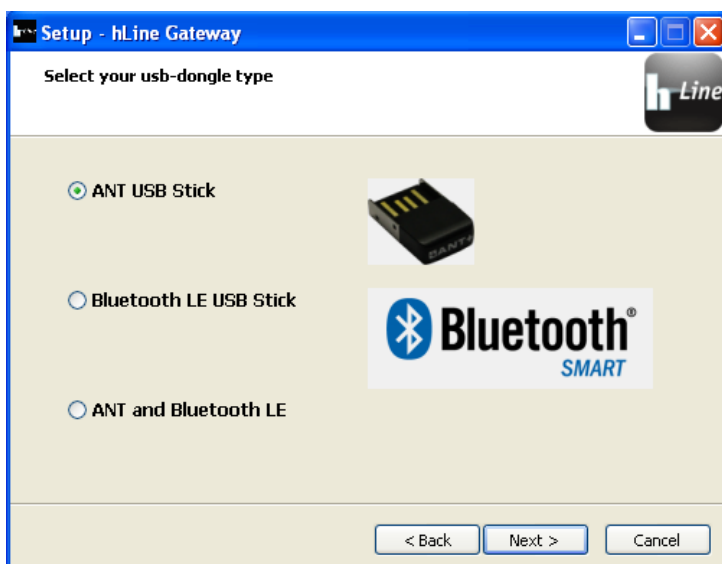 Setup - hLine Gateway
Select your usb-dongle type
h Line
ANT USB Stick
ANT+
Bluetooth LE USB Stick
Bluetooth®
SMART
ANT and Bluetooth LE
< Back
Next >
Cancel